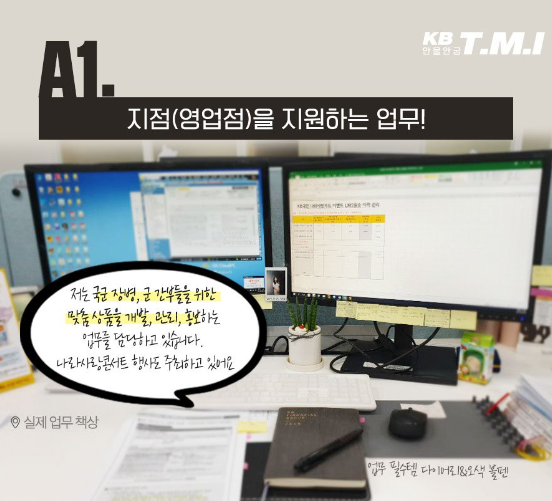 KB T.M.I
안물안궁
A1.
지점(영업점)을 지원하는 업무!
저는 국군 장병, 군 간부들을 위한
맞춤 상품을 개발, 관리, 홍보하는
업무를 담당하고 있습니다.
나라사랑콘서트 행사도 주최하고 있어요
실제 업무 책상
업무 필수템 다이어리&오색 볼펜